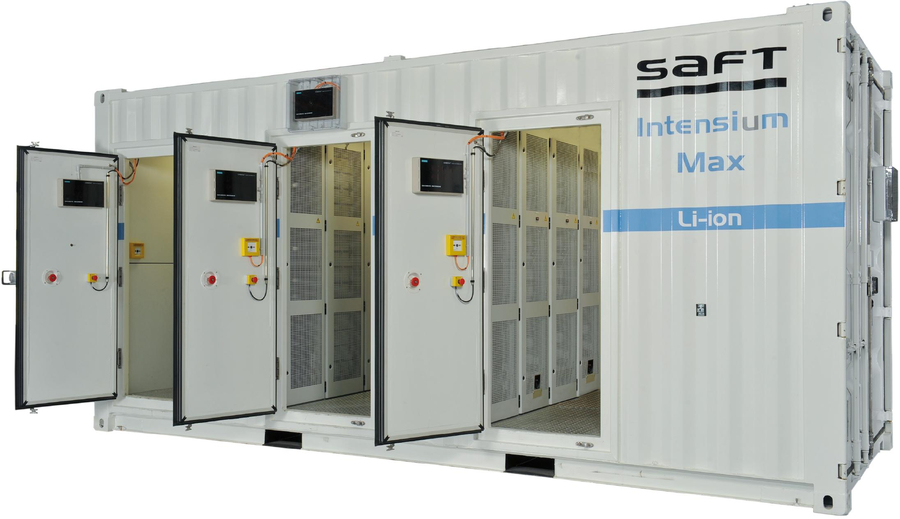 SAFT
Intensium
Max
Li-ion